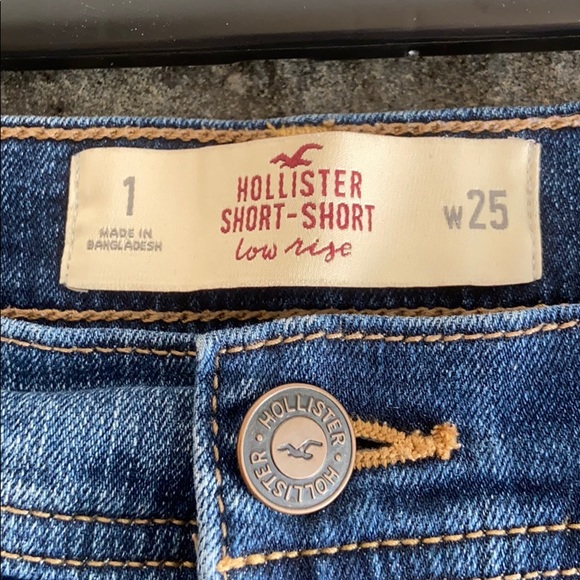 1
MADE IN
BANGLADESH
HOLLISTER
SHORT-SHORT
low rise
W25
HOLLISTER • HOLLISTER •